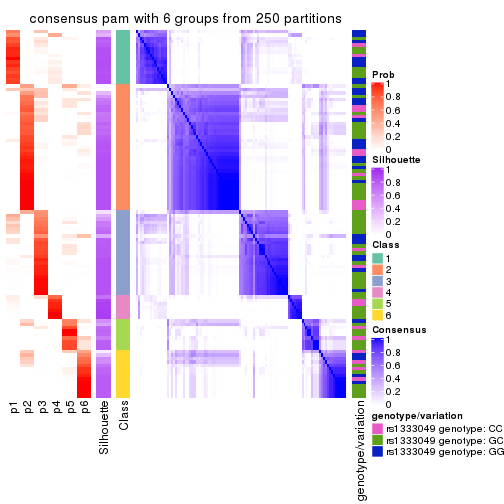 consensus pam with 6 groups from 250 partitions
Prob
1
0.8
0.6
0.4
0.2
0
Silhouette
1
0.8
0.6
0.4
0.2
0
Class
1
2
3
4
5
6
Consensus
1
0.8
0.6
0.4
0.2
0
genotype/variation
rs1333049 genotype: CC
rs1333049 genotype: GC
rs1333049 genotype: GG
p1
p2
p3
p4
p5
p6
Silhouette
Class
genotype/variation